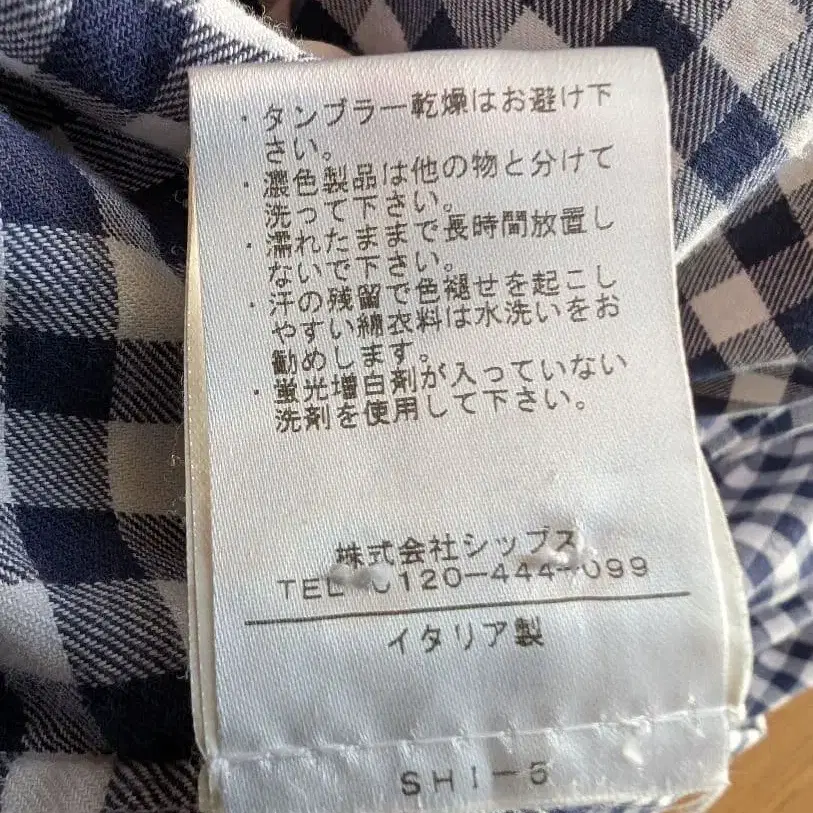 ・タンブラー乾燥はお避け下
さい。
・濃色製品は他の物と分けて
洗って下さい。
・濡れたままで長時間放置し
ないで下さい。
・汗の残留で色褪せを起こし
やすい綿衣料は水洗いをお
勧めします。
・蛍光増白剤が入っていない
洗剤を使用して下さい。
株式会社シップス
TEL 0120-444-099
イタリア製
SHI-5